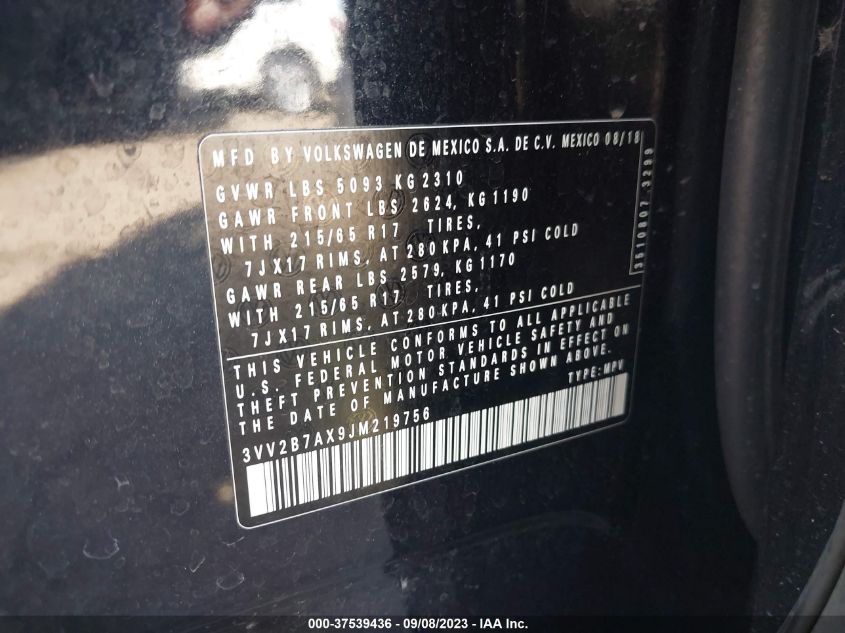 MFD BY VOLKSWAGEN DE MEXICO S.A. DE C.V. MEXICO 08/18
GVWR LBS 5093 KG 2310
GAWR FRONT LBS 2624, KG 1190
WITH 215/65 R17 TIRES,
7JX17 RIMS, AT 280 KPA, 41 PSI COLD
GAWR REAR LBS 2579, KG 1170
WITH 215/65 R17 TIRES,
7JX17 RIMS, AT 280 KPA, 41 PSI COLD
3G10807.3299
THIS VEHICLE CONFORMS TO ALL APPLICABLE
U.S. FEDERAL MOTOR VEHICLE SAFETY AND
THEFT PREVENTION STANDARDS IN EFFECT ON
THE DATE OF MANUFACTURE SHOWN ABOVE.
TYPE: MPV
3VV2B7AX9JM219756
000-37539436 - 09/08/2023 - IAA Inc.